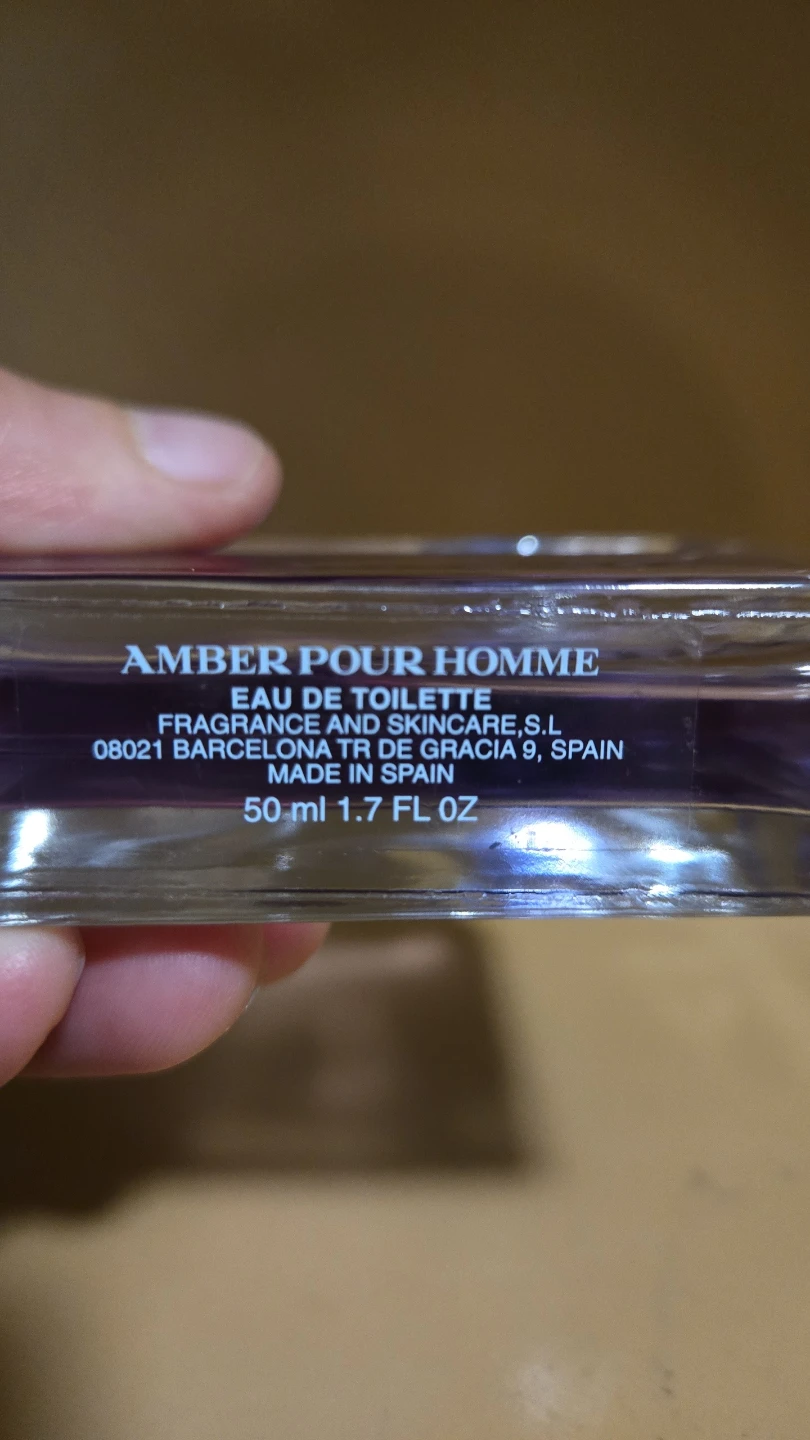 AMBER POUR HOMME
EAU DE TOILETTE
FRAGRANCE AND SKINCARE,S.L
08021 BARCELONA TR DE GRACIA 9, SPAIN
MADE IN SPAIN
50 ml 1.7 FL 0Z